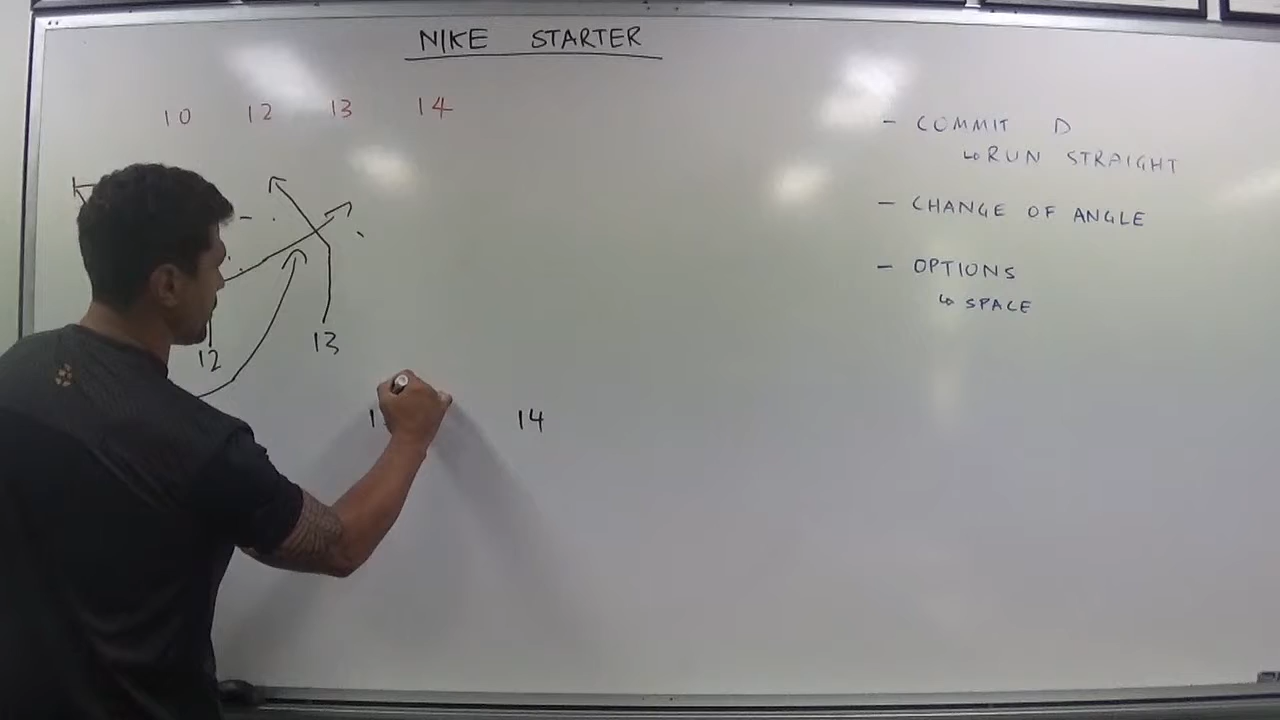 NIKE STARTER
10 12 13 14
- COMMIT D
↳ RUN STRAIGHT
- CHANGE OF ANGLE
- OPTIONS
↳ SPACE
12
13
14